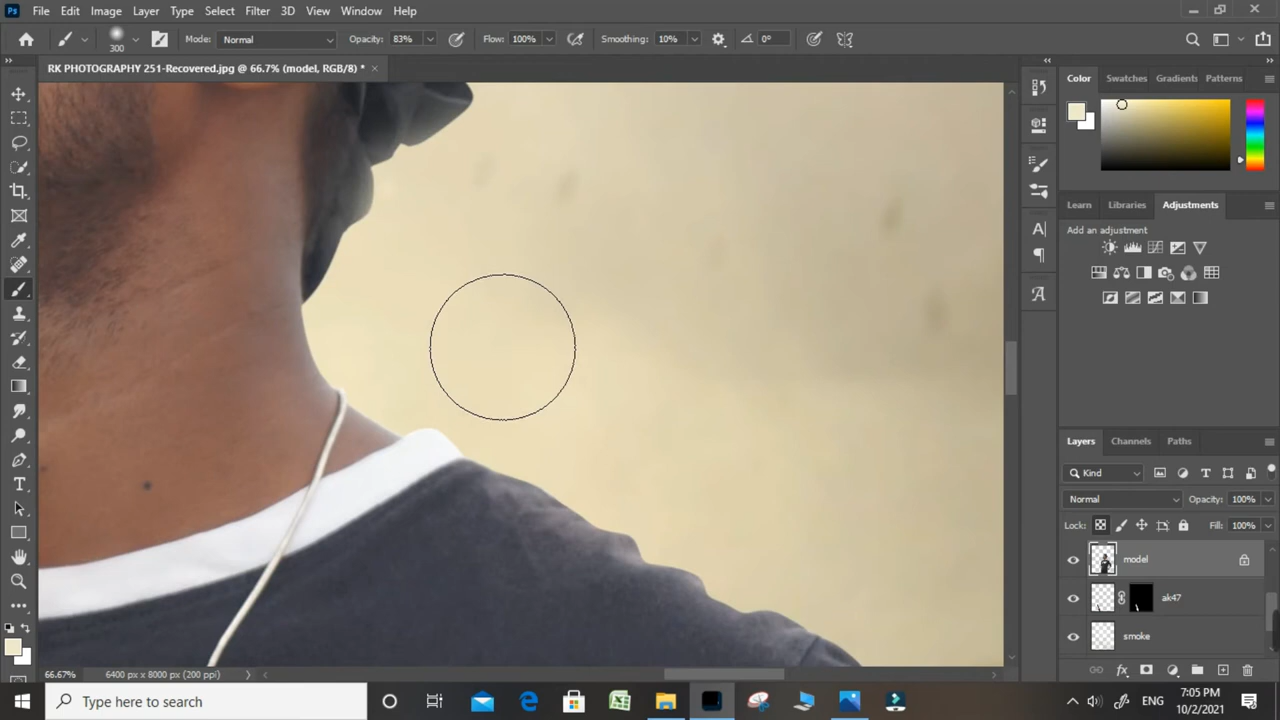 Ps File Edit Image Layer Type Select Filter 3D View Window Help
300 Mode: Normal Opacity: 83% Flow: 100% Smoothing: 10% 0°
RK PHOTOGRAPHY 251-Recovered.jpg @ 66.7% (model, RGB/8) * ×
Color Swatches Gradients Patterns
Learn Libraries Adjustments
Add an adjustment
Layers Channels Paths
Kind
Normal Opacity: 100%
Lock: Fill: 100%
model
ak47
smoke
fx
66.67% 6400 px x 8000 px (200 ppi)
Type here to search
ENG
7:05 PM
10/2/2021